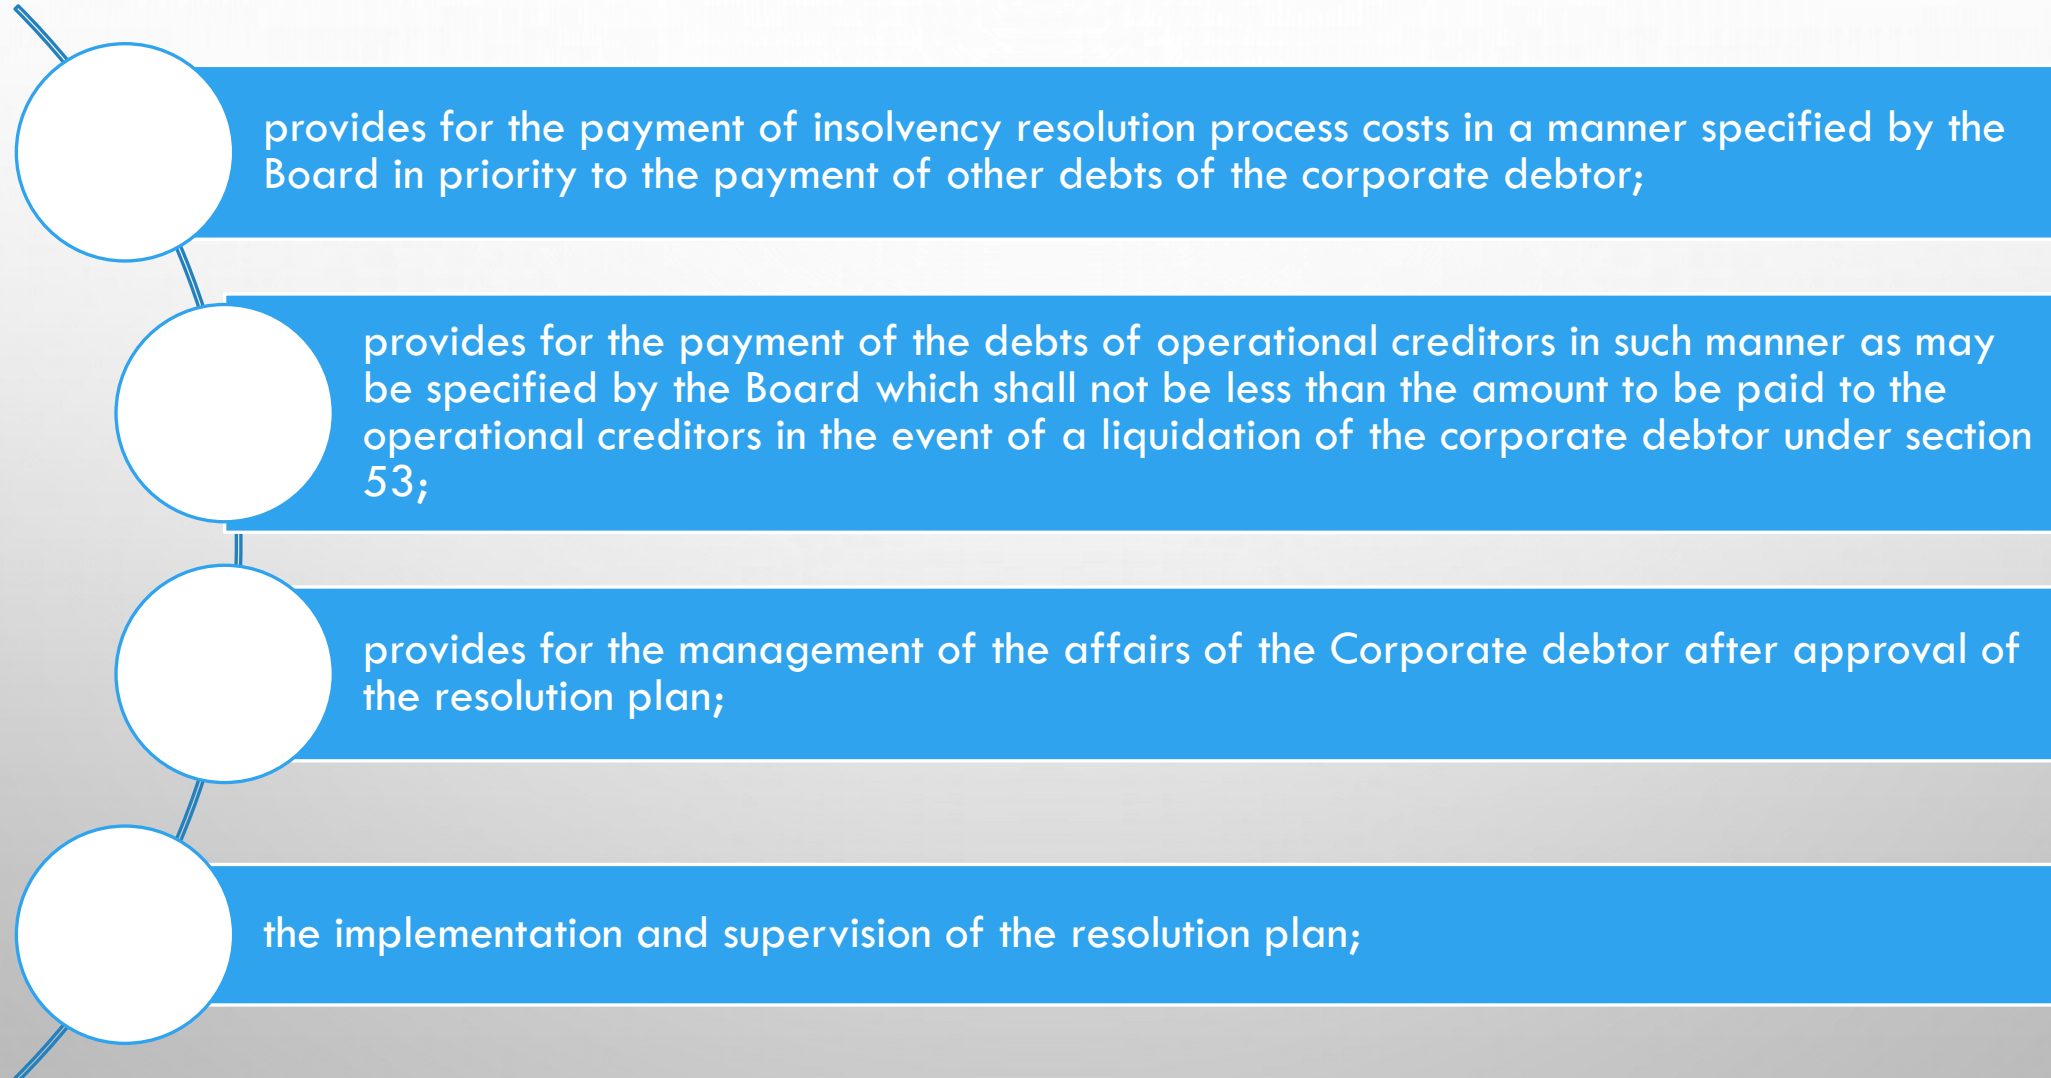 provides for the payment of insolvency resolution process costs in a manner specified by the
Board in priority to the payment of other debts of the corporate debtor;
provides for the payment of the debts of operational creditors in such manner as may
be specified by the Board which shall not be less than the amount to be paid to the
operational creditors in the event of a liquidation of the corporate debtor under section
53;
provides for the management of the affairs of the Corporate debtor after approval of
the resolution plan;
the implementation and supervision of the resolution plan;